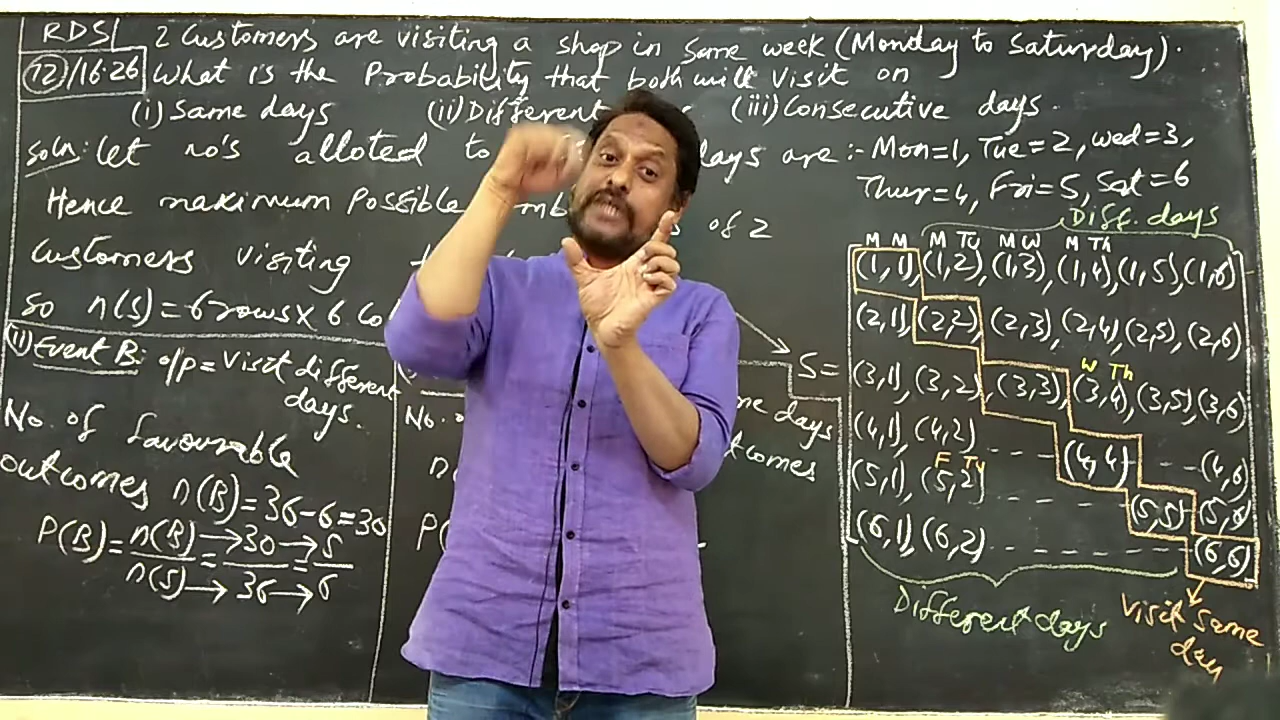 RDS/ 2 Customers are visiting a shop in same week (Monday to Saturday).
(12)/16.26 What is the Probability that both will visit on
(i) Same days (ii) Different (iii) Consecutive days.
Soln: let no's alloted to days are :- Mon=1, Tue=2, Wed=3,
Thur=4, Fri=5, Sat=6
Hence maximum Possible of 2
Customers visiting
so n(s) = 6 rows x 6 Co
(ii) Event B: o/p = Visit different
days.
No. of favourable
outcomes n(B) = 36-6=30
P(B) = n(B) → 30 → 5
n(S) → 36 → 6
No.
n(
P(
me days
tcomes
Diff. days
M M M Tu M W M Th
(1,1) (1,2), (1,3), (1,4), (1,5), (1,6)
(2,1), (2,2), (2,3), (2,4), (2,5), (2,6)
W Th
S= (3,1), (3,2), (3,3), (3,4), (3,5), (3,6)
(4,1), (4,2) - - - (4,4) - - - (4,6)
F Tu
(5,1), (5,2) - - - (5,5) (5,6)
(6,1), (6,2) - - - - - - (6,6)
Different days
Visit same
day